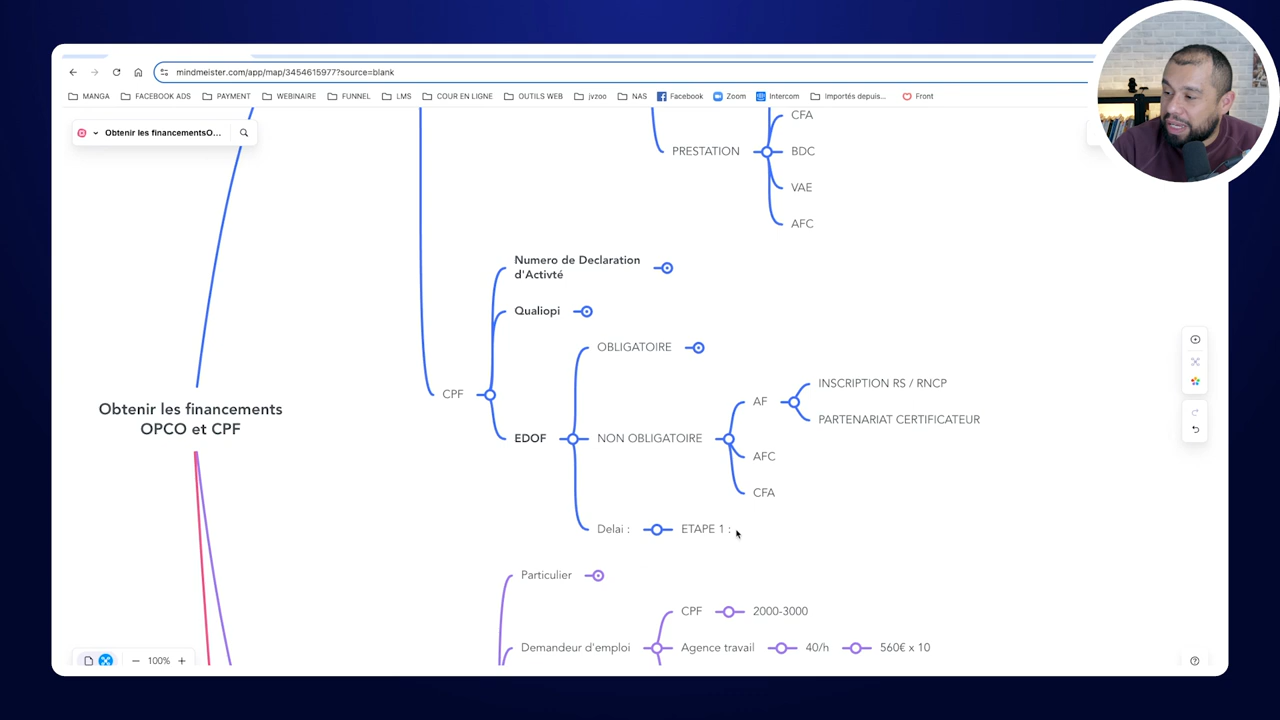 mindmeister.com/app/map/3454615977?source=blank
MANGA
FACEBOOK ADS
PAYMENT
WEBINAIRE
FUNNEL
LMS
COUR EN LIGNE
OUTILS WEB
jvzoo
NAS
Facebook
Zoom
Intercom
Importés depuis...
Front
Obtenir les financementsO...
CFA
PRESTATION
BDC
VAE
AFC
Numero de Declaration
d'Activté
Qualiopi
OBLIGATOIRE
INSCRIPTION RS / RNCP
CPF
AF
PARTENARIAT CERTIFICATEUR
Obtenir les financements
OPCO et CPF
EDOF
NON OBLIGATOIRE
AFC
CFA
Delai :
ETAPE 1 :
Particulier
CPF
2000-3000
Demandeur d'emploi
Agence travail
40/h
560€ x 10
100%